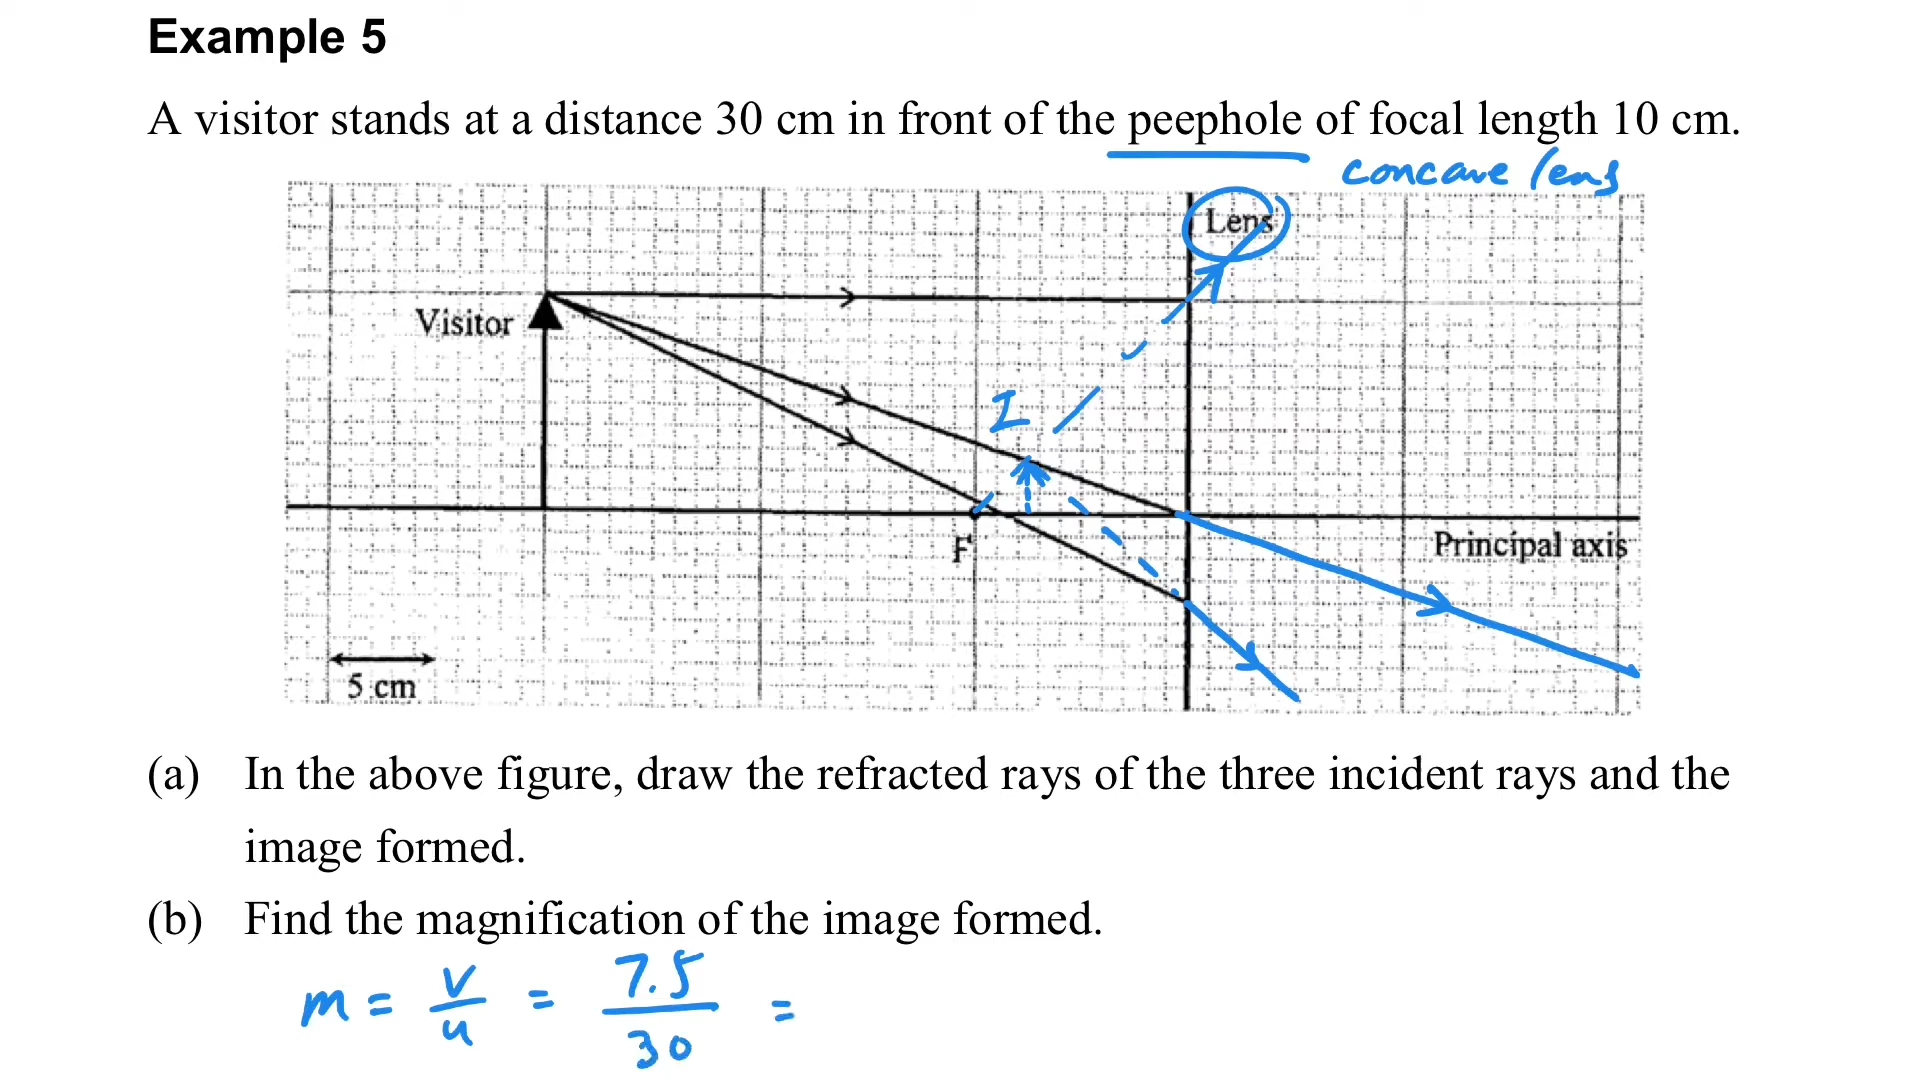 Example 5
A visitor stands at a distance 30 cm in front of the peephole of focal length 10 cm.
concave lens
Lens
Visitor
I
F
Principal axis
5 cm
(a) In the above figure, draw the refracted rays of the three incident rays and the
image formed.
(b) Find the magnification of the image formed.
m = v/u = 7.5/30 =